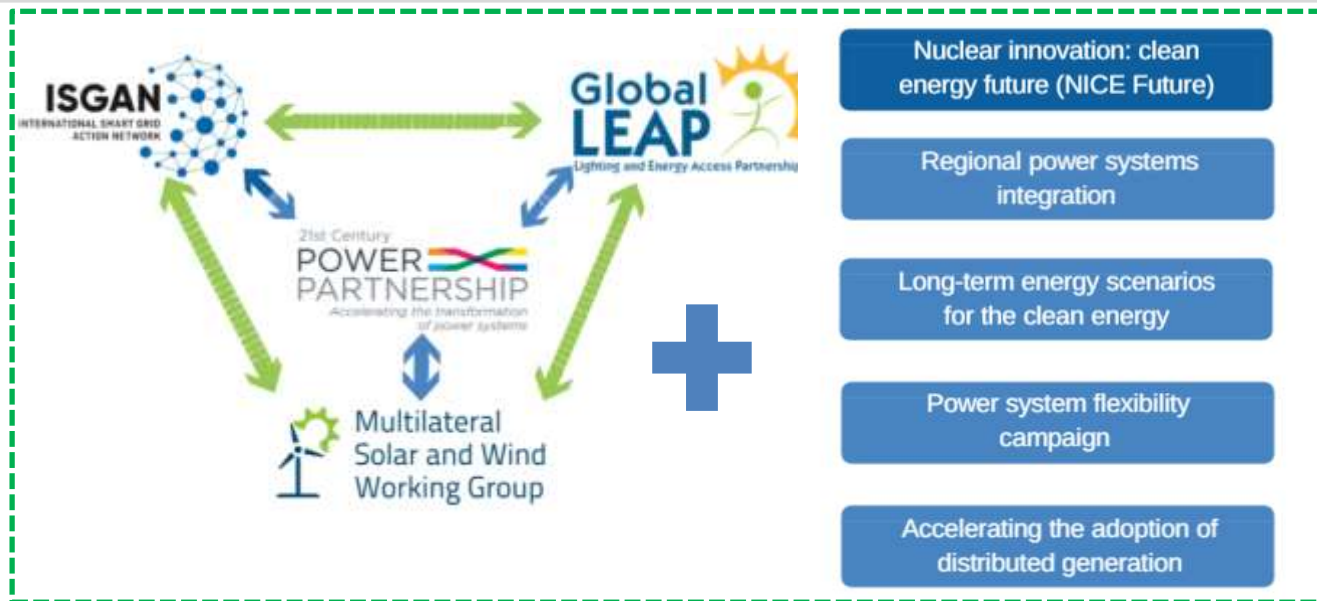 ISGAN
INTERNATIONAL SMART GRID
ACTION NETWORK
Global
LEAP
Lighting and Energy Access Partnership
21st Century
POWER
PARTNERSHIP
Accelerating the transformation
of power systems
Multilateral
Solar and Wind
Working Group
Nuclear innovation: clean
energy future (NICE Future)
Regional power systems
integration
Long-term energy scenarios
for the clean energy
Power system flexibility
campaign
Accelerating the adoption of
distributed generation